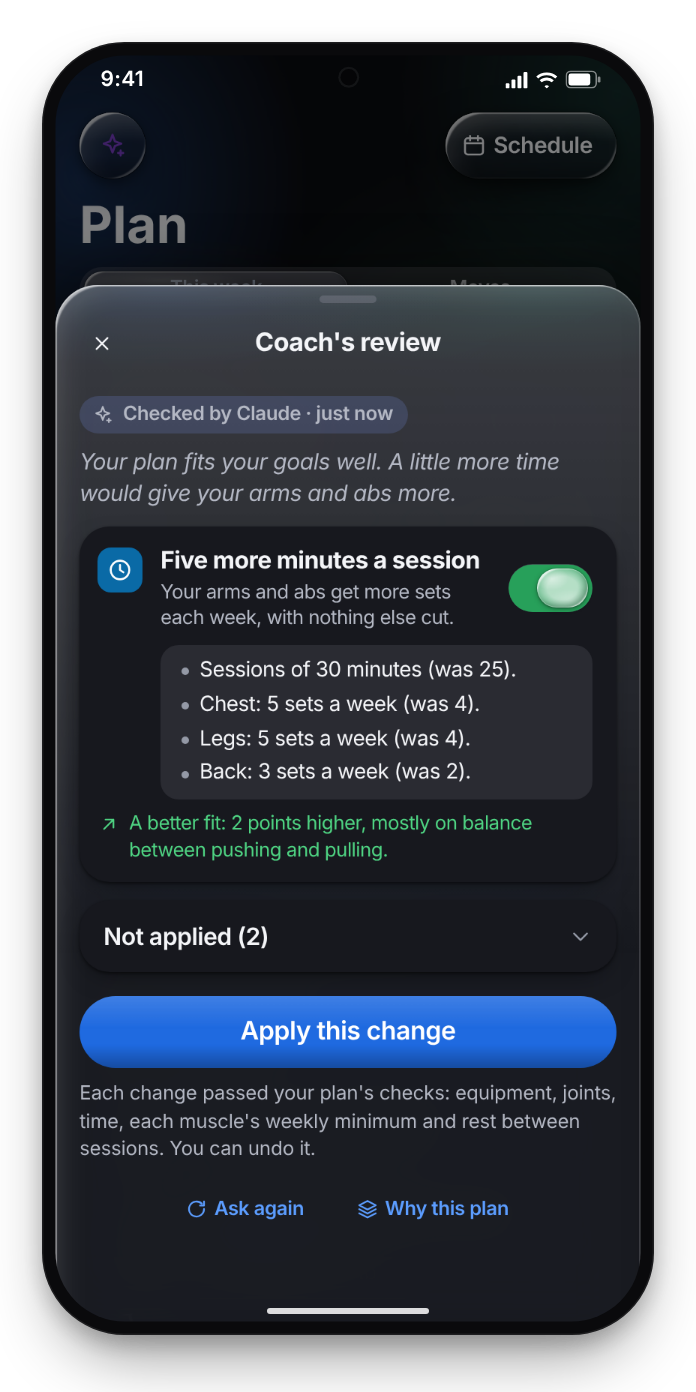 9:41
Schedule
Plan
This week
Moves
Coach's review
Checked by Claude · just now
Your plan fits your goals well. A little more time
would give your arms and abs more.
Five more minutes a session
Your arms and abs get more sets
each week, with nothing else cut.
• Sessions of 30 minutes (was 25).
• Chest: 5 sets a week (was 4).
• Legs: 5 sets a week (was 4).
• Back: 3 sets a week (was 2).
A better fit: 2 points higher, mostly on balance
between pushing and pulling.
Not applied (2)
Apply this change
Each change passed your plan's checks: equipment, joints,
time, each muscle's weekly minimum and rest between
sessions. You can undo it.
Ask again
Why this plan